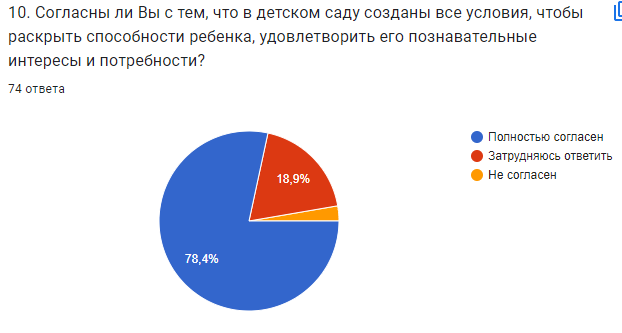 10. Согласны ли Вы с тем, что в детском саду созданы все условия, чтобы
раскрыть способности ребенка, удовлетворить его познавательные
интересы и потребности?
74 ответа
Полностью согласен
Затрудняюсь ответить
Не согласен
18,9%
78,4%